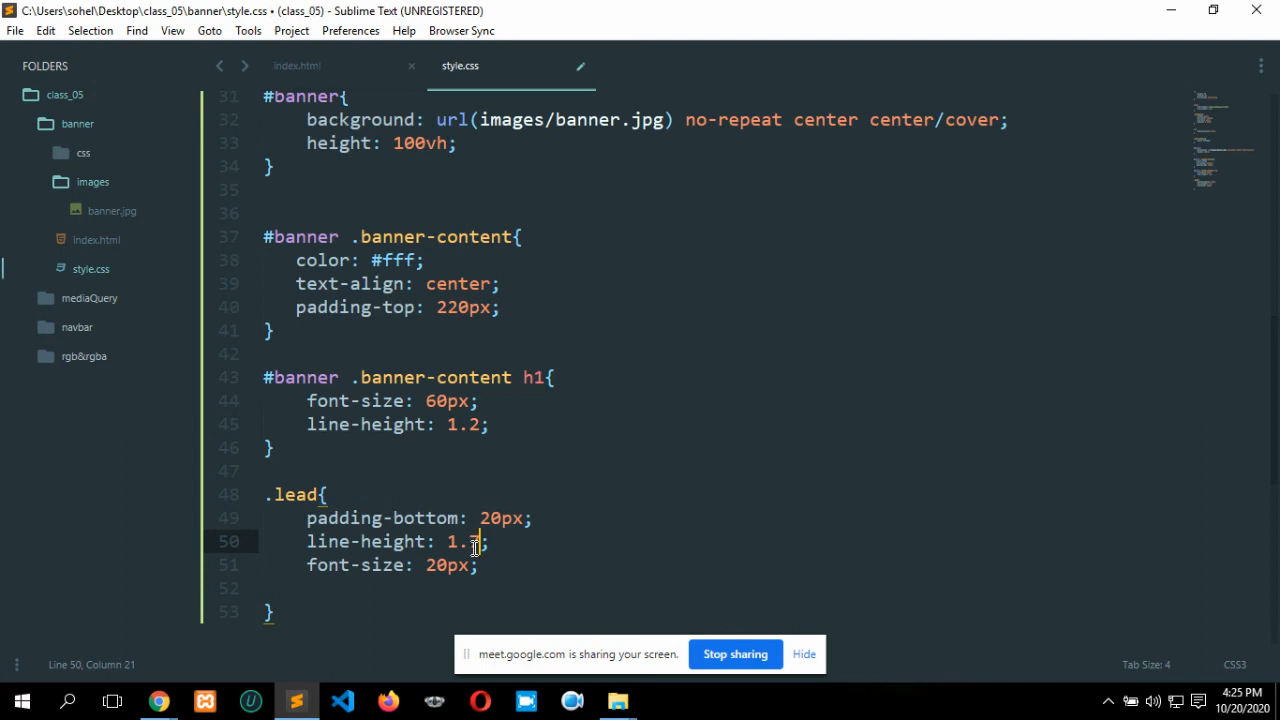 C:\Users\sohel\Desktop\class_05\banner\style.css • (class_05) - Sublime Text (UNREGISTERED)
File Edit Selection Find View Goto Tools Project Preferences Help Browser Sync
FOLDERS
class_05
banner
css
images
banner.jpg
index.html
style.css
mediaQuery
navbar
rgb&rgba
index.html
style.css
31 #banner{
32 background: url(images/banner.jpg) no-repeat center center/cover;
33 height: 100vh;
34 }
35
36
37 #banner .banner-content{
38 color: #fff;
39 text-align: center;
40 padding-top: 220px;
41 }
42
43 #banner .banner-content h1{
44 font-size: 60px;
45 line-height: 1.2;
46 }
47
48 .lead{
49 padding-bottom: 20px;
50 line-height:
51 font-size: 20px;
52
53 }
meet.google.com is sharing your screen. Stop sharing Hide
Line 50, Column 21
Tab Size: 4
CSS3
4:25 PM
10/20/2020